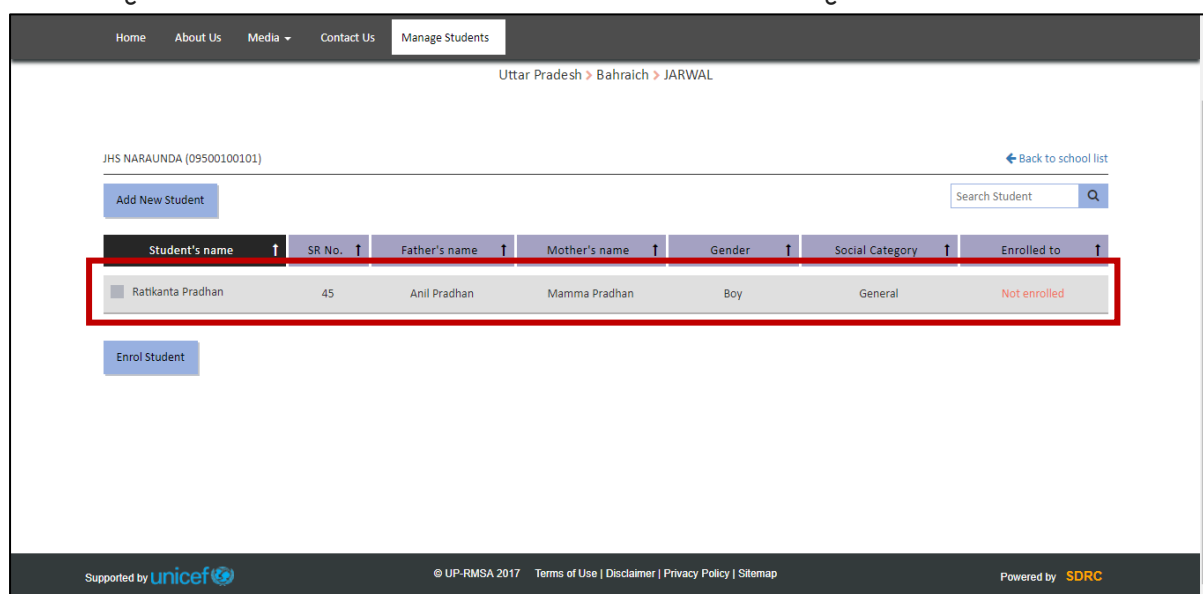 Home About Us Media Contact Us Manage Students
Uttar Pradesh > Bahraich > JARWAL
JHS NARAUNDA (09500100101) Back to school list
Add New Student Search Student
Student's name SR No. Father's name Mother's name Gender Social Category Enrolled to
Ratikanta Pradhan 45 Anil Pradhan Mamma Pradhan Boy General Not enrolled
Enrol Student
Supported by unicef © UP-RMSA 2017 Terms of Use | Disclaimer | Privacy Policy | Sitemap Powered by SDRC